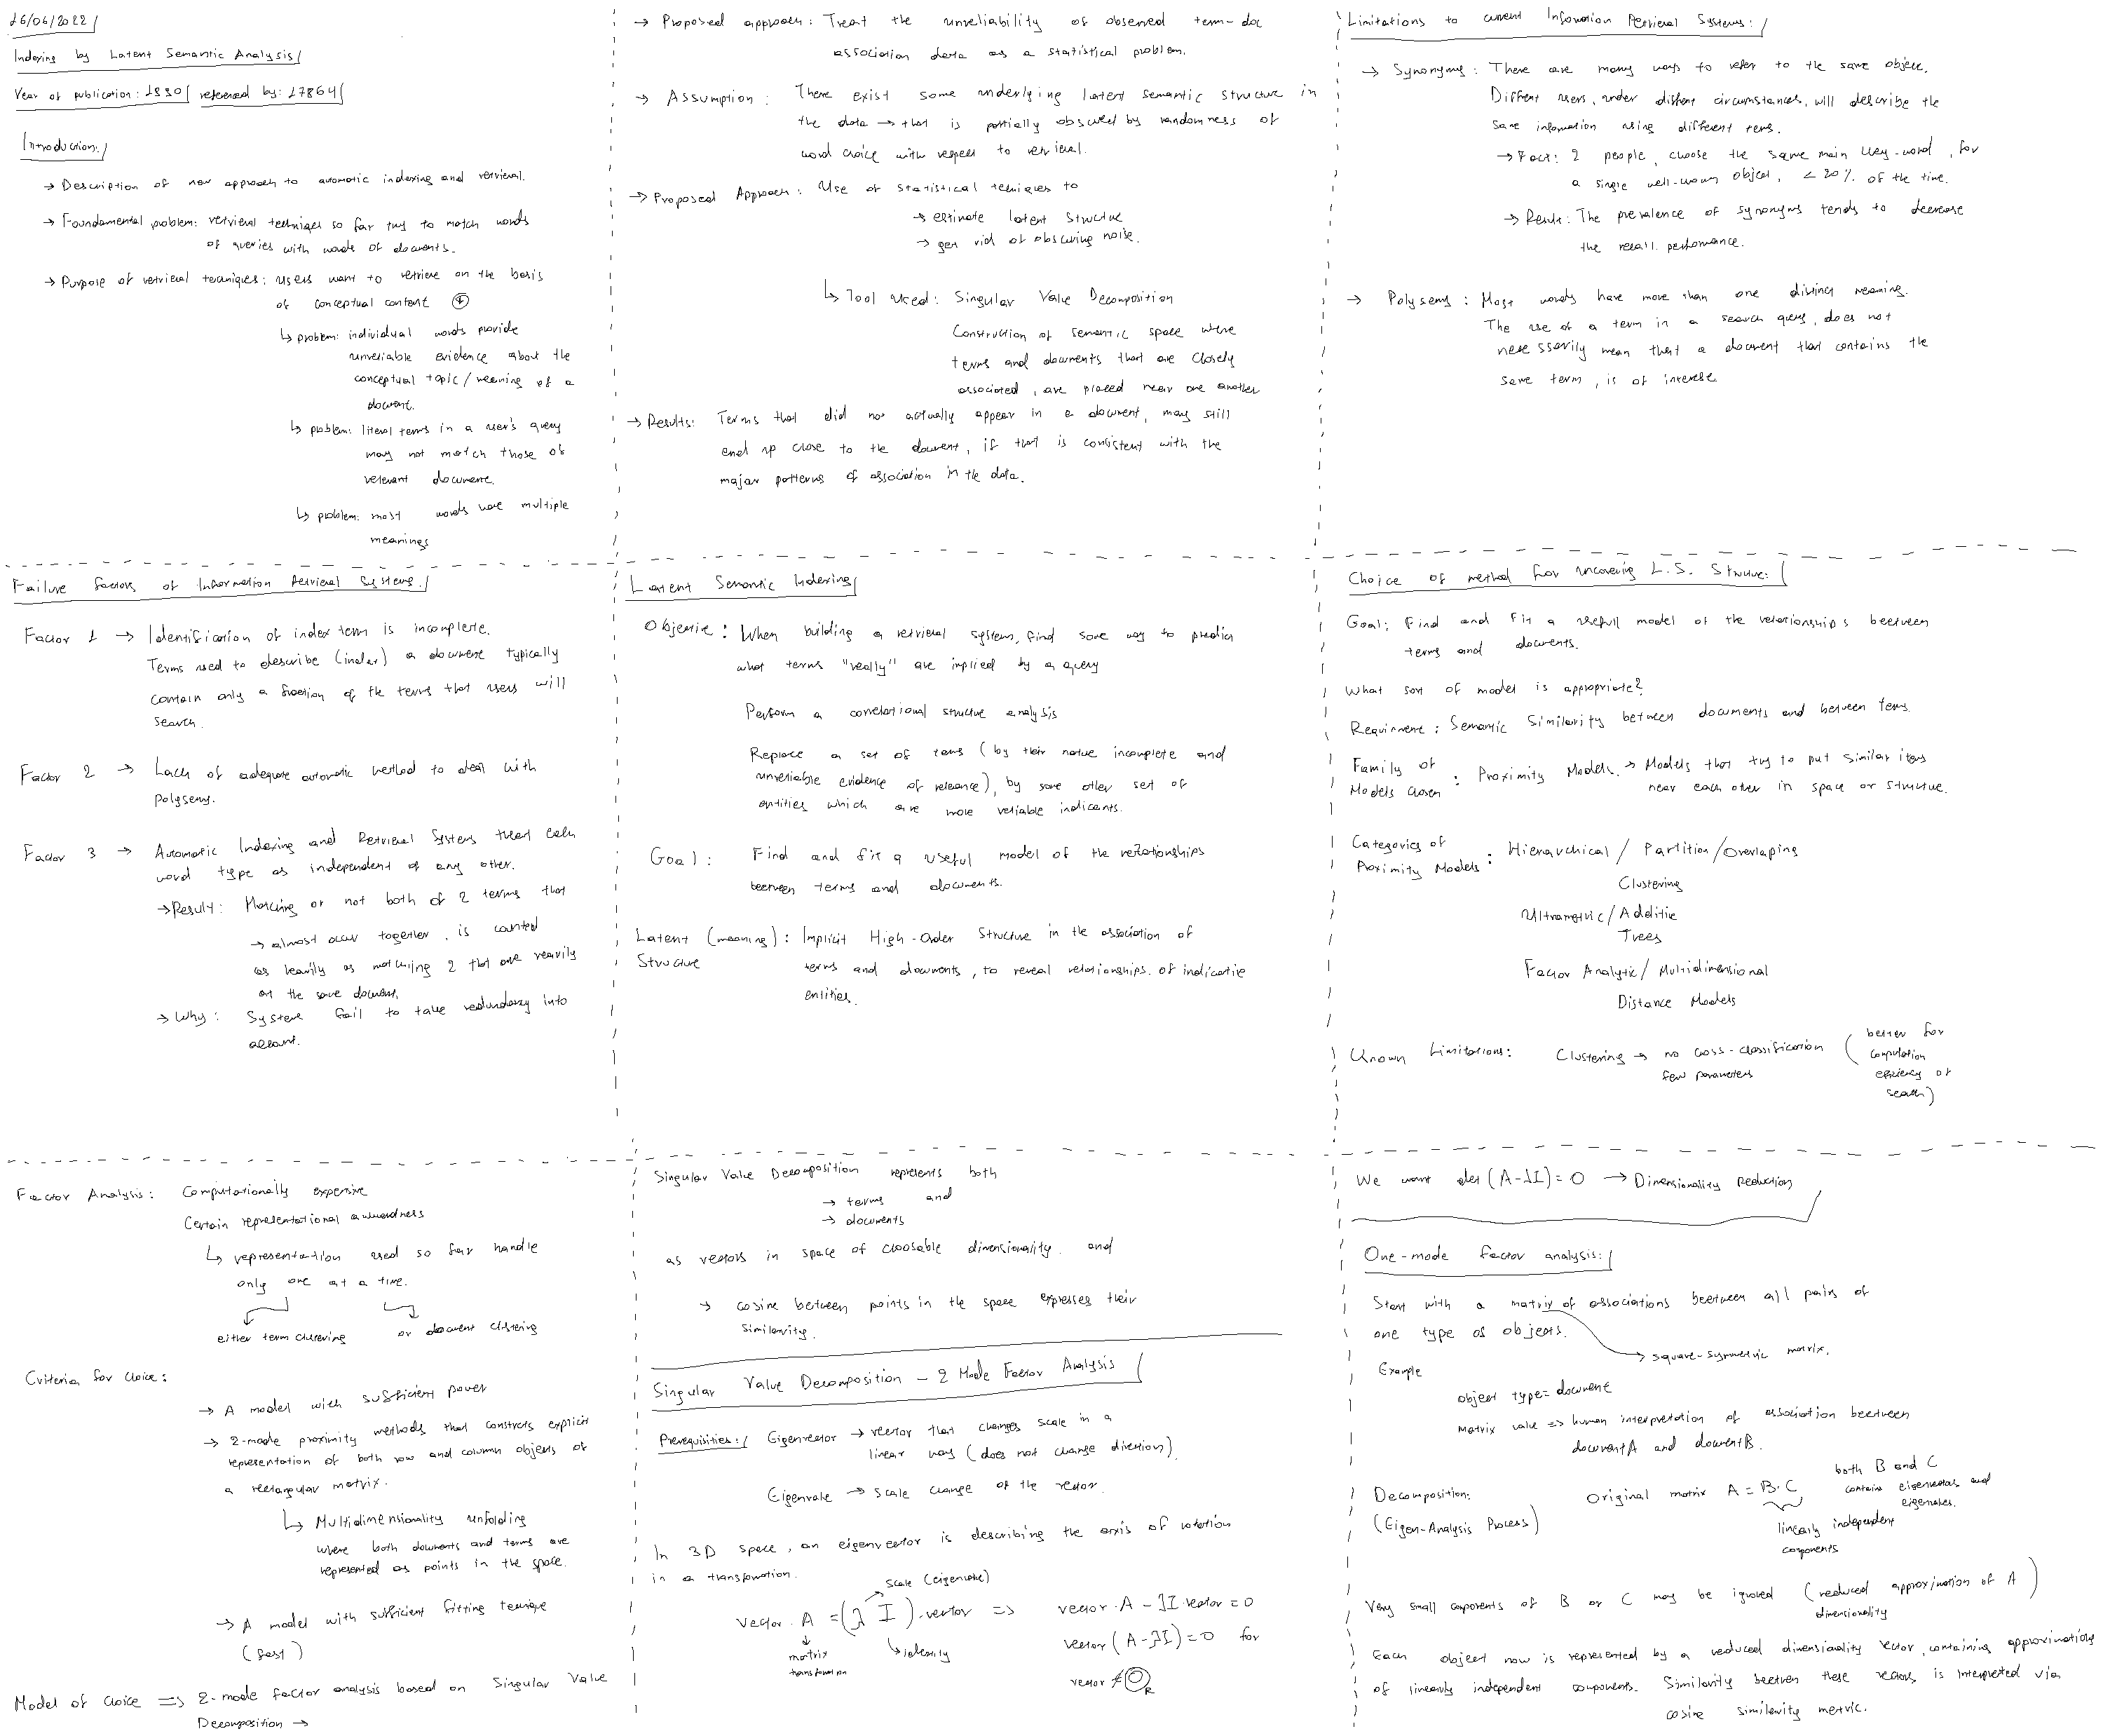 26/06/2022
Indexing by Latent Semantic Analysis
Year of publication: 1990 referenced by: 17864
Introduction:
→ Description of new approach to automatic indexing and retrieval.
→ Foundamental problem: retrieval techniqes so far try to match words
of queries with words of documents.
→ Purpose of retrieval tecniques: users want to retrieve on the basis
of conceptual content
↳ problem: individual words provide
unreliable evidence about the
conceptual topic/meaning of a
document.
↳ problem: literal terms in a user's query
may not match those of
relevant document.
↳ problem: most words have multiple
meanings
→ Proposed approach: Treat the unreliability of observed term-doc
association data as a statistical problem.
→ Assumption: There exist some underlying latent semantic structure in
the data → that is partially obscured by randomness of
word choice with respect to retrieval.
→ Proposed Approach: Use of statistical techniques to
→ estimate latent structure
→ get rid of obscuring noise.
↳ Tool used: Singular Value Decomposition
Construction of semantic space where
terms and documents that are closely
associated, are placed near one another
→ Results: Terms that did not actually appear in a document, may still
end up close to the document, if that is consistent with the
major patterns of association in the data.
Limitations to current Information Retrieval Systems:
→ Synonyms: There are many ways to refer to the same object.
Different users, under different circumstances, will describe the
same information using different terms.
→ Fact: 2 people, choose the same main key-word, for
a single well-known object, < 20% of the time.
→ Result: The prevalence of synonyms tends to decrease
the recall performance.
→ Polysemy: Most words have more than one distinct meaning.
The use of a term in a search query, does not
necessarily mean that a document that contains the
same term, is of interest.
Failure factors of Information Retrieval Systems.
Factor 1 → Identification of index term is incomplete.
Terms used to describe (index) a document typically
contain only a fraction of the terms that users will
search.
Factor 2 → Lack of adequate automatic method to deal with
polysemy.
Factor 3 → Automatic Indexing and Retrieval Systems treat each
word type as independent of any other.
→ Result: Matching or not both of 2 terms that
→ almost occur together, is counted
as heavily as matching 2 that are heavily
at the same document.
→ Why: Systems fail to take redundancy into
account.
Latent Semantic Indexing
Objective: When building a retrieval system, find some way to predict
what terms "really" are implied by a query
Perform a correlational structure analysis
Replace a set of terms (by their nature incomplete and
unreliable evidence of relevance), by some other set of
entities which are more reliable indicants.
Goal: Find and fit a useful model of the relationships
between terms and documents.
Latent (meaning): Implicit High-Order Structure in the association of
Structure
terms and documents, to reveal relationships of indicative
entities.
Choice of method for uncovering L.S. Structure:
Goal: Find and fit a usefull model of the relationships beetween
terms and documents.
What sort of model is appropriate?
Requirment: Semantic Similarity between documents and between terms.
Family of
Models chosen : Proximity Models. → Models that try to put similar items
near each other in space or structure.
Categories of
Proximity Models: Hierarchical / Partition / Overlaping
Clustering
Ultrametric / Additive
Trees
Factor Analytic / Multidimensional
Distance Models
Known Limitations: Clustering → no cross-classification
few parameters
(better for
computation
efficiency of
search)
Factor Analysis: Computationally expensive
Certain representational awkwardness
↳ representation used so far handle
only one at a time.
either term clustering or document clustering
Criteria for choice:
→ A model with sufficient power
→ 2-mode proximity methods that constructs explicit
representation of both row and column objects of
a rectangular matrix.
↳ Multidimensionality unfolding
where both documents and terms are
represented as points in the space.
→ A model with sufficient fitting tecnique
(fast)
Model of choice => 2-mode factor analysis based on Singular Value
Decomposition →
Singular Value Decomposition represents both
→ terms and
→ documents
as vectors in space of choosable dimensionality. and
→ cosine between points in the space expresses their
similarity.
Singular Value Decomposition - 2 Mode Factor Analysis
Prerequisities: Eigenvector → vector that changes scale in a
linear way (does not change direction).
Eigenvalue → scale change of the vector.
In 3D space, an eigenvector is describing the axis of rotation
in a transformation.
scale (eigenvalue)
vector · A = (λ I) · vector => vector · A - λI · vector = 0
matrix
transformation
↳ identity
vector (A - λI) = 0 for
vector ≠ 0R
We want det(A-λI) = 0 → Dimensionality Reduction
One-mode factor analysis:
Start with a matrix of associations beetween all pairs of
one type of objects.
→ square-symmetric matrix.
Example
object type = document
matrix value => human interpretation of association beetween
document A and document B.
Decomposition:
(Eigen-Analysis Process)
Original matrix A = B·C
both B and C
contains eigenvectors and
eigenvalues.
linearly independent
components
Very small components of B or C may be ignored (reduced approximation of A)
dimensionality
Each object now is represented by a reduced dimensionality vector, containing approximations
of linearly independent components. Similarity beetween these vectors is interpreted via
cosine similarity metric.